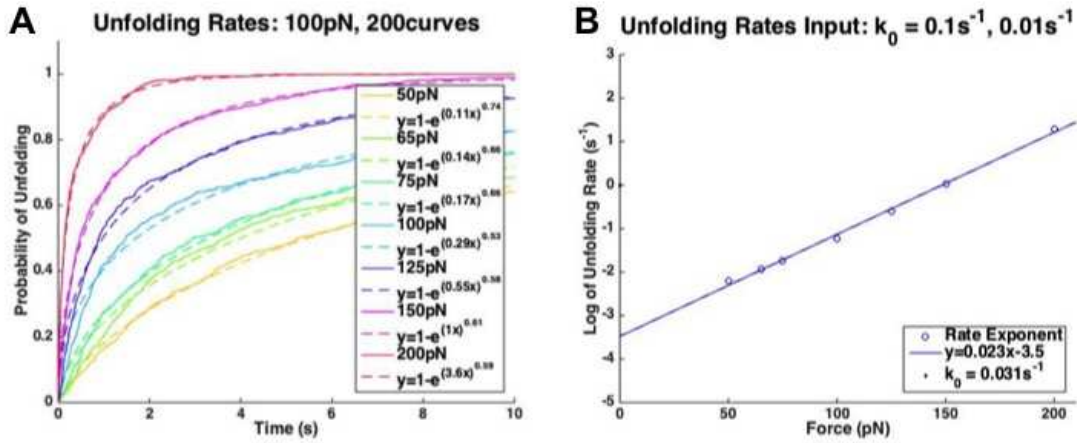 A
Unfolding Rates: 100pN, 200curves
Probability of Unfolding
1
0.8
0.6
0.4
0.2
0
0 2 4 6 8 10
Time (s)
50pN
y=1-e^(0.11x)^0.74
65pN
y=1-e^(0.14x)^0.66
75pN
y=1-e^(0.17x)^0.66
100pN
y=1-e^(0.29x)^0.53
125pN
y=1-e^(0.55x)^0.58
150pN
y=1-e^(1x)^0.61
200pN
y=1-e^(3.6x)^0.59
B
Unfolding Rates Input: k₀ = 0.1s⁻¹, 0.01s⁻¹
Log of Unfolding Rate (s⁻¹)
3
2
1
0
-1
-2
-3
-4
-5
0 50 100 150 200
Force (pN)
Rate Exponent
y=0.023x-3.5
k₀ = 0.031s⁻¹